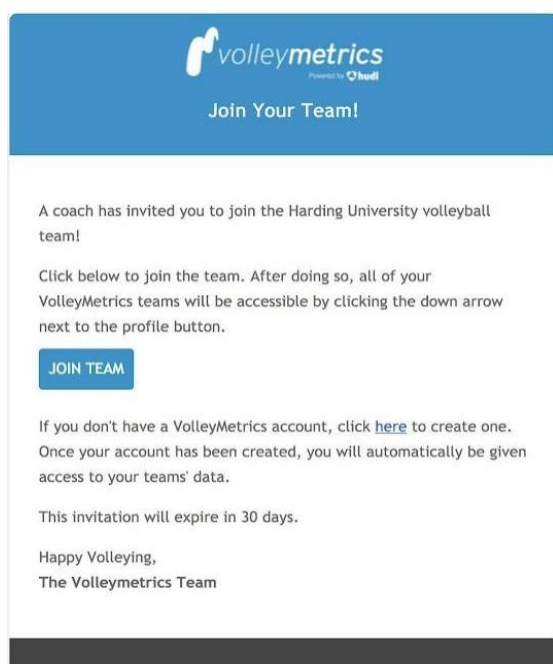 volleymetrics
Powered by hudl
Join Your Team!
A coach has invited you to join the Harding University volleyball
team!
Click below to join the team. After doing so, all of your
VolleyMetrics teams will be accessible by clicking the down arrow
next to the profile button.
JOIN TEAM
If you don't have a VolleyMetrics account, click here to create one.
Once your account has been created, you will automatically be given
access to your teams' data.
This invitation will expire in 30 days.
Happy Volleying,
The Volleymetrics Team